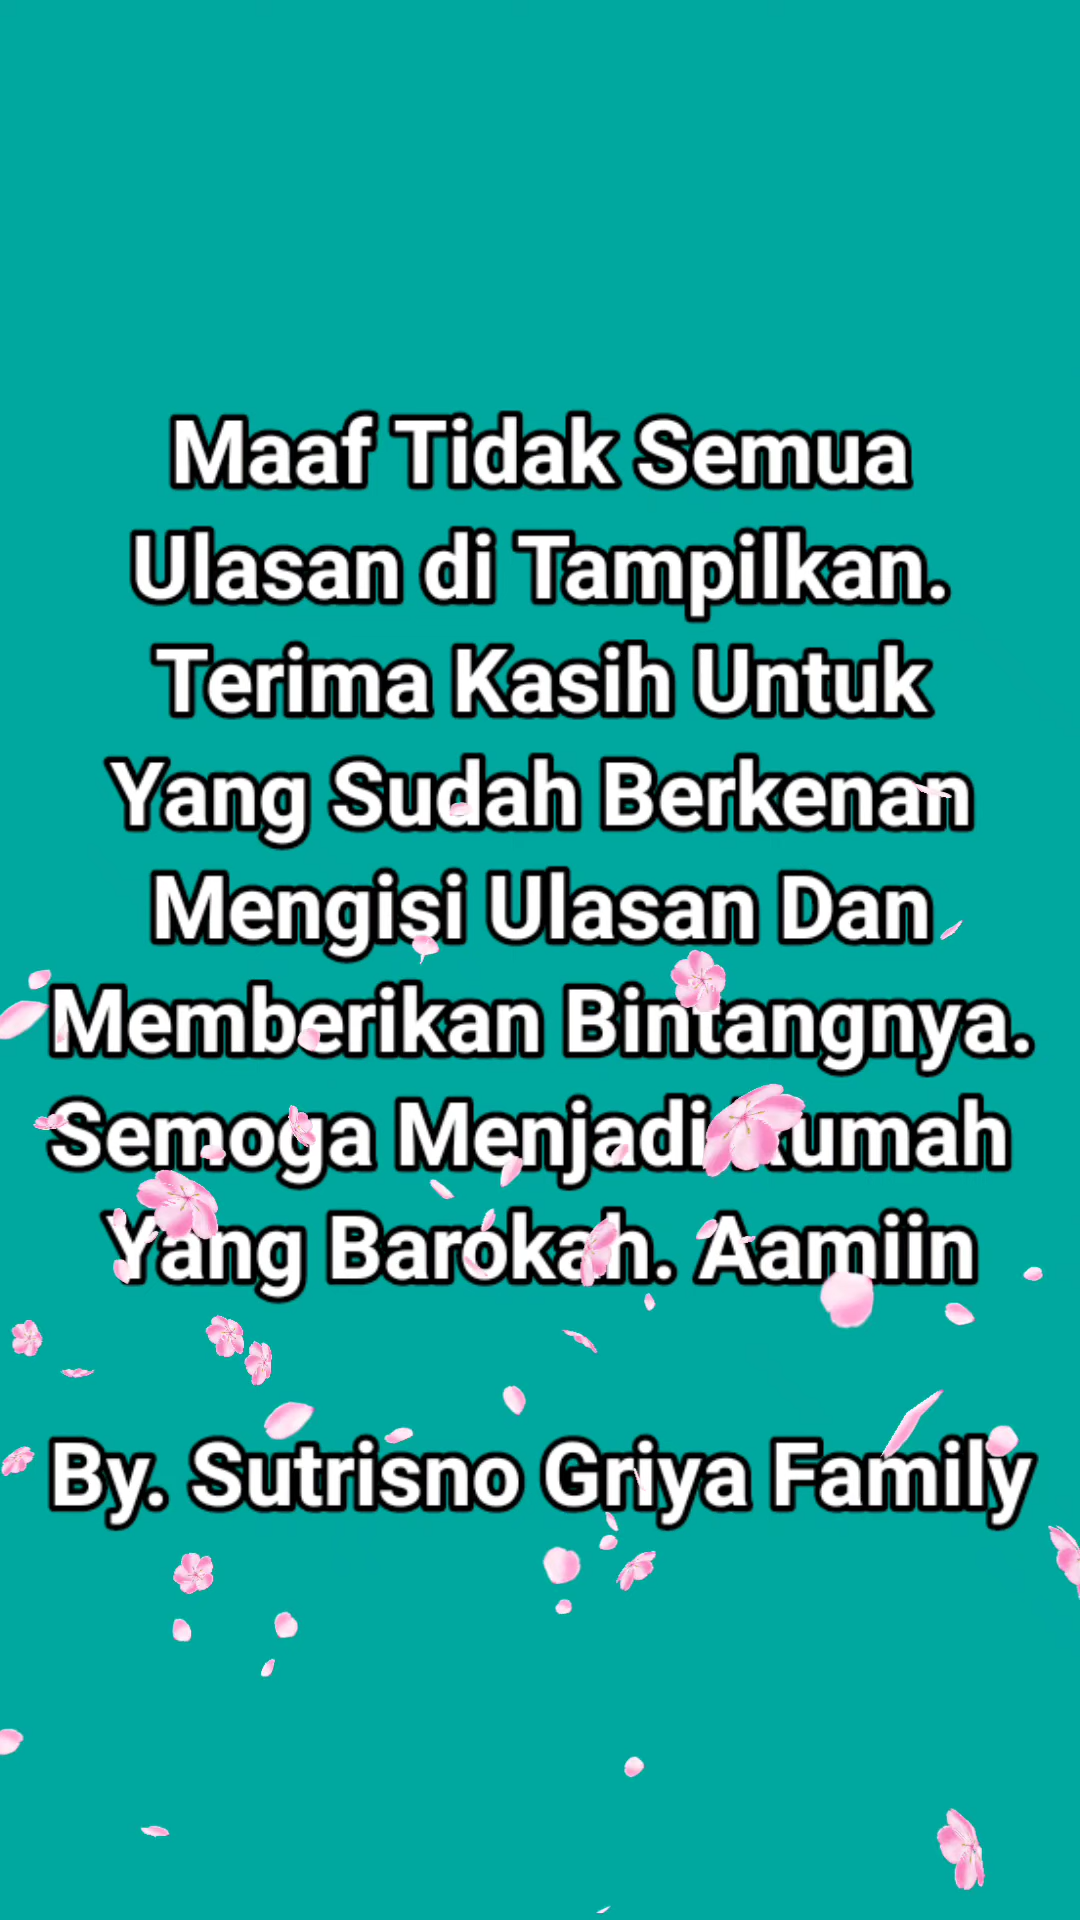 Maaf Tidak Semua
Ulasan di Tampilkan.
Terima Kasih Untuk
Yang Sudah Berkenan
Mengisi Ulasan Dan
Memberikan Bintangnya.
Semoga Menjadi Rumah
Yang Barokah. Aamiin
By. Sutrisno Griya Family